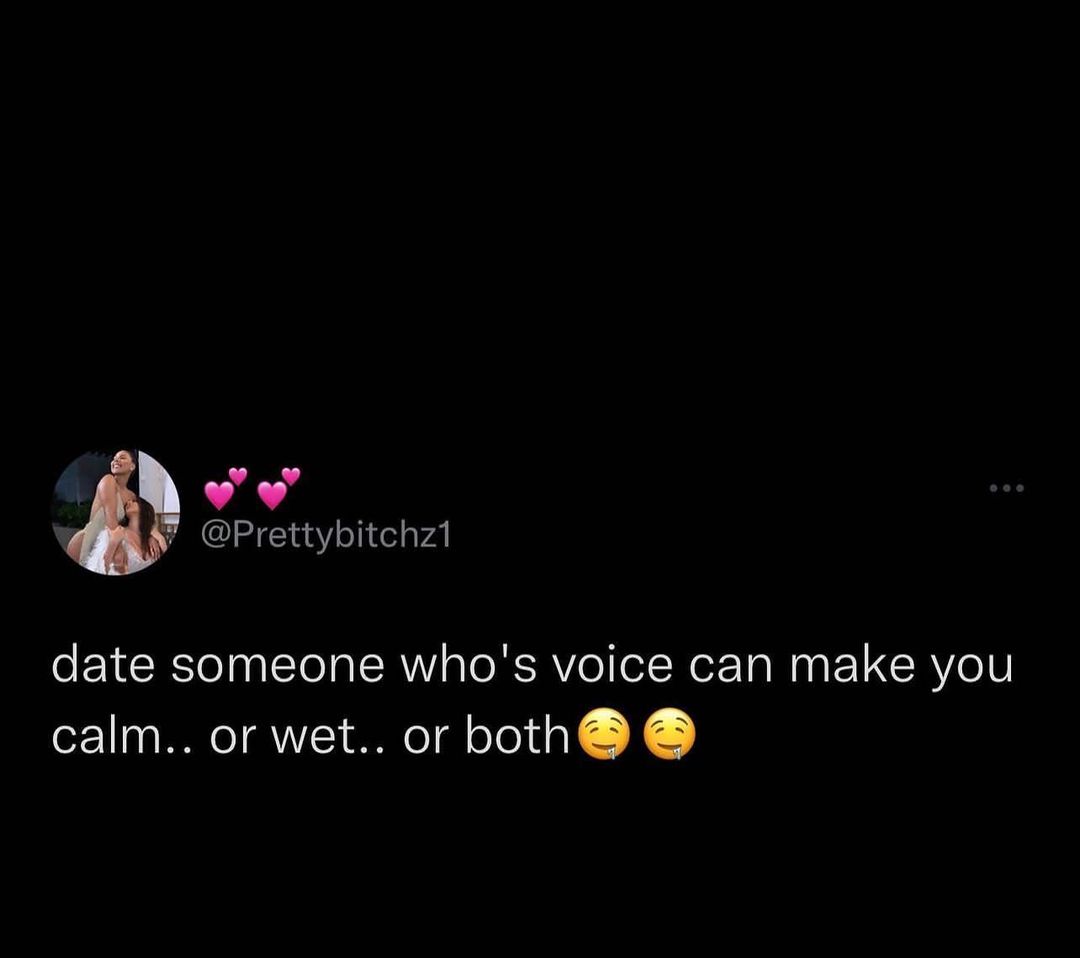 💕💕
@Prettybitchz1
date someone who's voice can make you
calm.. or wet.. or both🤤🤤